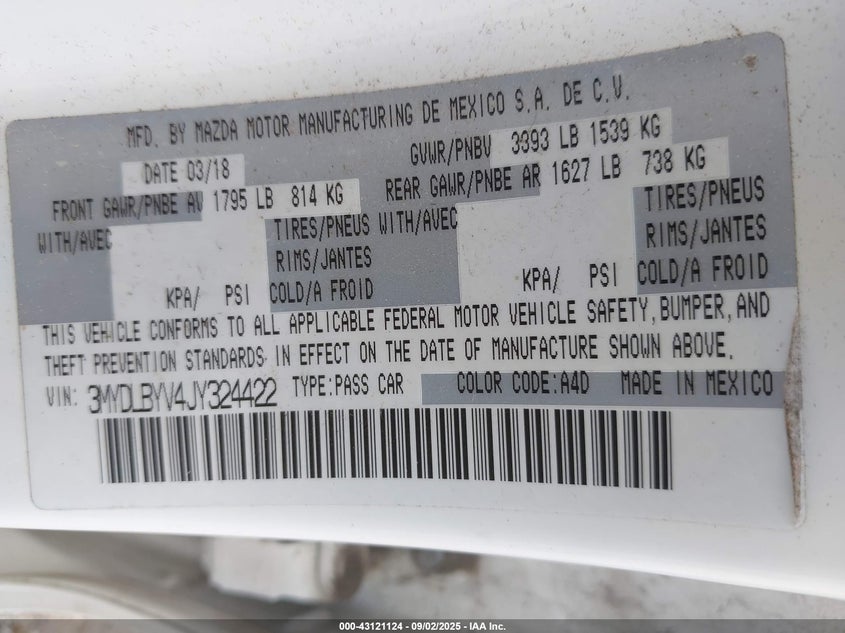 MFD. BY MAZDA MOTOR MANUFACTURING DE MEXICO S.A. DE C.V.
DATE 03/18 GVWR/PNBV 3393 LB 1539 KG
FRONT GAWR/PNBE AV 1795 LB 814 KG REAR GAWR/PNBE AR 1627 LB 738 KG
WITH/AVEC TIRES/PNEUS WITH/AVEC TIRES/PNEUS
RIMS/JANTES RIMS/JANTES
KPA/ PSI COLD/A FROID KPA/ PSI COLD/A FROID
THIS VEHICLE CONFORMS TO ALL APPLICABLE FEDERAL MOTOR VEHICLE SAFETY, BUMPER, AND
THEFT PREVENTION STANDARDS IN EFFECT ON THE DATE OF MANUFACTURE SHOWN ABOVE.
VIN: 3MYDLBYV4JY324422 TYPE:PASS CAR COLOR CODE:A4D MADE IN MEXICO
000-43121124 - 09/02/2025 - IAA Inc.